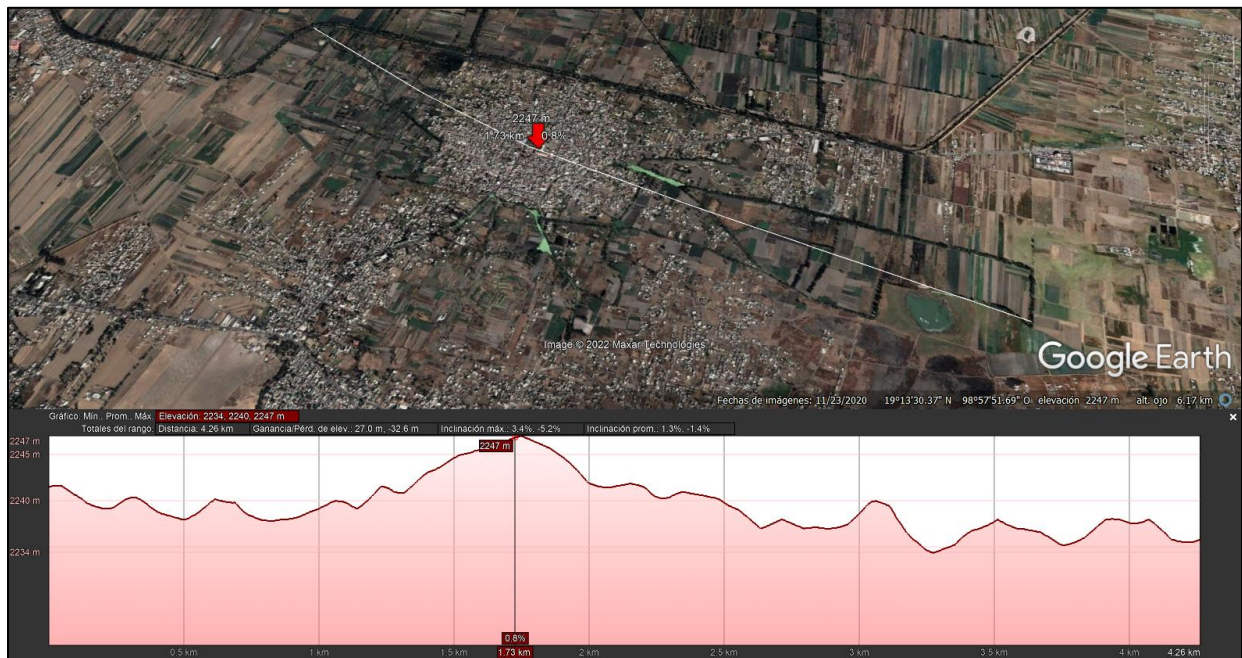 2247 m
1.73 km 0.8%
Image © 2022 Maxar Technologies
Google Earth
Fechas de imágenes: 11/23/2020 19°13'30.37" N 98°57'51.69" O elevación 2247 m alt. ojo 6.17 km
Gráfico: Mín., Prom., Máx. Elevación: 2234, 2240, 2247 m
Totales del rango: Distancia: 4.26 km Ganancia/Pérd. de elev.: 27.0 m, -32.6 m Inclinación máx.: 3.4%, -5.2% Inclinación prom.: 1.3%, -1.4%
2247 m
2247 m
2245 m
2240 m
2234 m
0.8%
0.5 km 1 km 1.5 km 1.73 km 2 km 2.5 km 3 km 3.5 km 4 km 4.26 km